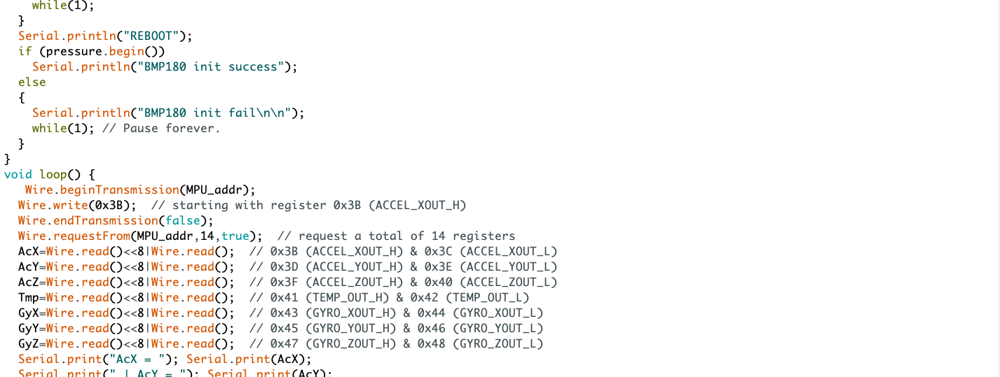 while(1);
}
Serial.println("REBOOT");
if (pressure.begin())
Serial.println("BMP180 init success");
else
{
Serial.println("BMP180 init fail\n\n");
while(1); // Pause forever.
}
}
void loop() {
Wire.beginTransmission(MPU_addr);
Wire.write(0x3B);  // starting with register 0x3B (ACCEL_XOUT_H)
Wire.endTransmission(false);
Wire.requestFrom(MPU_addr,14,true);  // request a total of 14 registers
AcX=Wire.read()<<8|Wire.read();  // 0x3B (ACCEL_XOUT_H) & 0x3C (ACCEL_XOUT_L)
AcY=Wire.read()<<8|Wire.read();  // 0x3D (ACCEL_YOUT_H) & 0x3E (ACCEL_YOUT_L)
AcZ=Wire.read()<<8|Wire.read();  // 0x3F (ACCEL_ZOUT_H) & 0x40 (ACCEL_ZOUT_L)
Tmp=Wire.read()<<8|Wire.read();  // 0x41 (TEMP_OUT_H) & 0x42 (TEMP_OUT_L)
GyX=Wire.read()<<8|Wire.read();  // 0x43 (GYRO_XOUT_H) & 0x44 (GYRO_XOUT_L)
GyY=Wire.read()<<8|Wire.read();  // 0x45 (GYRO_YOUT_H) & 0x46 (GYRO_YOUT_L)
GyZ=Wire.read()<<8|Wire.read();  // 0x47 (GYRO_ZOUT_H) & 0x48 (GYRO_ZOUT_L)
Serial.print("AcX = "); Serial.print(AcX);
Serial.print(" | AcY = "); Serial.print(AcY);